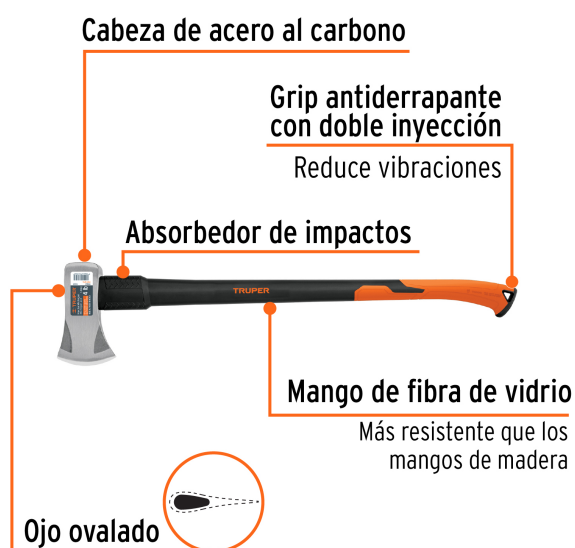 Cabeza de acero al carbono
Grip antiderrapante
con doble inyección
Reduce vibraciones
Absorbedor de impactos
TRUPER
TRUPER
Mango de fibra de vidrio
Más resistente que los
mangos de madera
Ojo ovalado